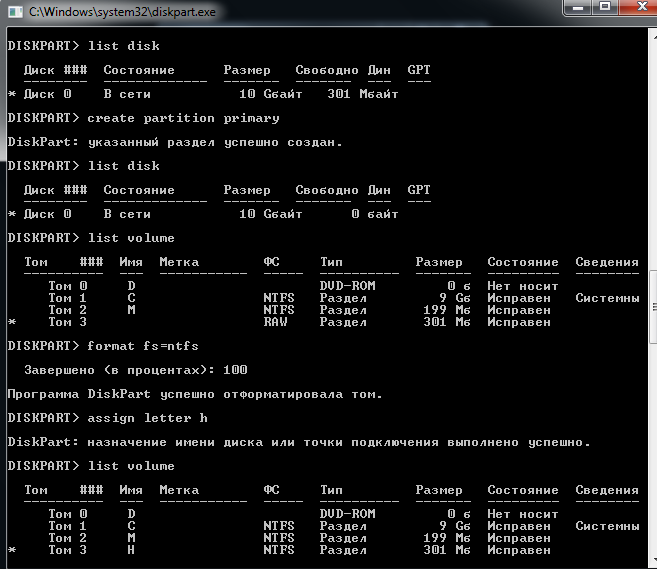 C:\Windows\system32\diskpart.exe
DISKPART> list disk
Диск ### Состояние Размер Свободно Дин GPT
-------- ------------- ------- ------- --- ---
* Диск 0 В сети 10 Gбайт 301 Mбайт
DISKPART> create partition primary
DiskPart: указанный раздел успешно создан.
DISKPART> list disk
Диск ### Состояние Размер Свободно Дин GPT
-------- ------------- ------- ------- --- ---
* Диск 0 В сети 10 Gбайт 0 байт
DISKPART> list volume
Том ### Имя Метка ФС Тип Размер Состояние Сведения
---------- --- ----------- ----- ---------- ------- --------- --------
Том 0 D DVD-ROM 0 б Нет носит
Том 1 C NTFS Раздел 9 Gб Исправен Системны
Том 2 M NTFS Раздел 199 Mб Исправен
* Том 3 RAW Раздел 301 Mб Исправен
DISKPART> format fs=ntfs
Завершено (в процентах): 100
Программа DiskPart успешно отформатировала том.
DISKPART> assign letter h
DiskPart: назначение имени диска или точки подключения выполнено успешно.
DISKPART> list volume
Том ### Имя Метка ФС Тип Размер Состояние Сведения
---------- --- ----------- ----- ---------- ------- --------- --------
Том 0 D DVD-ROM 0 б Нет носит
Том 1 C NTFS Раздел 9 Gб Исправен Системны
Том 2 M NTFS Раздел 199 Mб Исправен
* Том 3 H NTFS Раздел 301 Mб Исправен